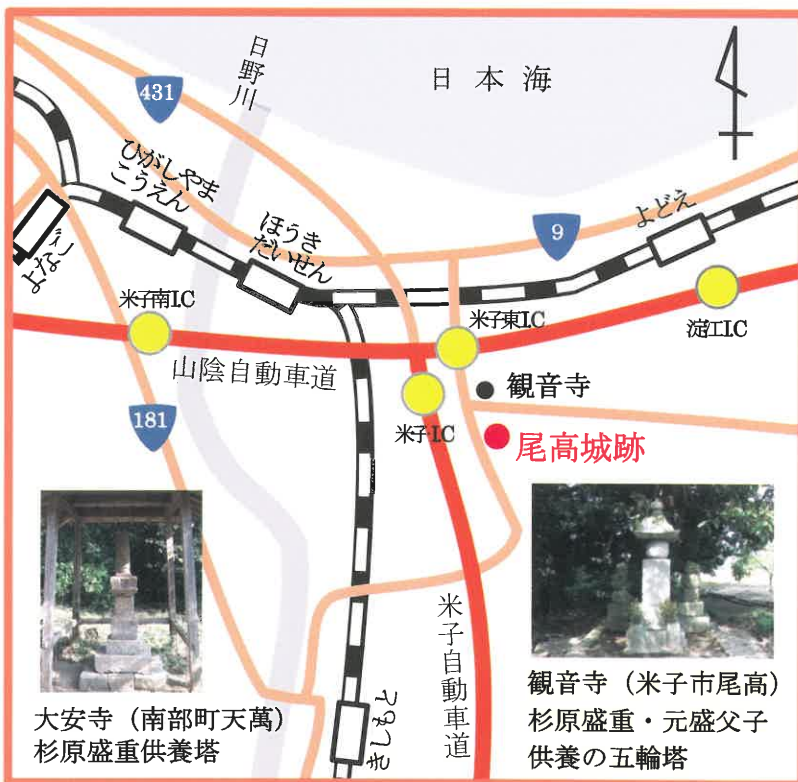 日野川
日本海
431
ひがしやま
こうえん
ほうき
だいせん
よどえ
9
よなご
米子南I.C
米子東I.C
淀江I.C
山陰自動車道
観音寺
181
米子I.C
尾高城跡
米子自動車道
きしもと
大安寺（南部町天萬）
杉原盛重供養塔
観音寺（米子市尾高）
杉原盛重・元盛父子
供養の五輪塔